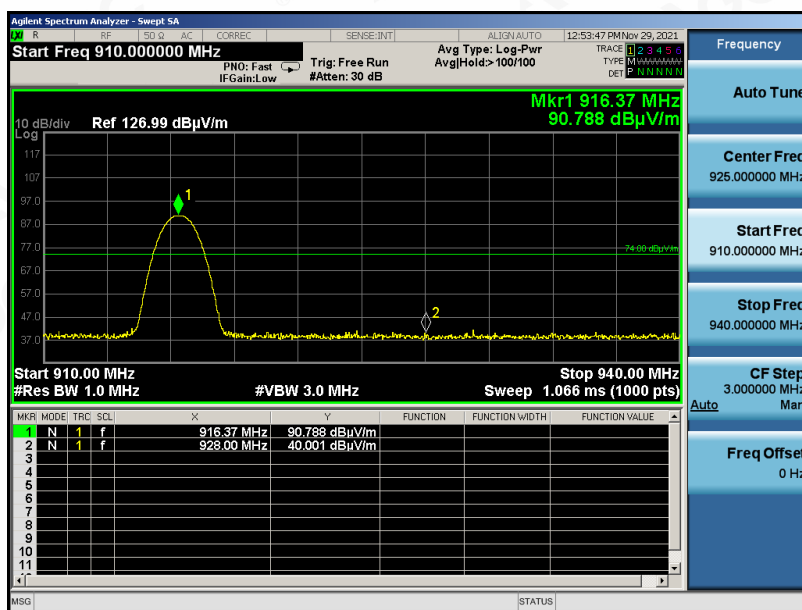 Agilent Spectrum Analyzer - Swept SA
LXI R RF 50 Ω AC CORREC SENSE:INT ALIGN AUTO 12:53:47 PM Nov 29, 2021
Start Freq 910.000000 MHz
PNO: Fast
IFGain:Low
Trig: Free Run
#Atten: 30 dB
Avg Type: Log-Pwr
Avg|Hold:>100/100
TRACE 1 2 3 4 5 6
TYPE M
DET P N N N N N
Mkr1 916.37 MHz
90.788 dBµV/m
10 dB/div Ref 126.99 dBµV/m
Log
117
107
97.0
87.0
77.0
67.0
57.0
47.0
37.0
1
74.00 dBµV/m
2
Start 910.00 MHz Stop 940.00 MHz
#Res BW 1.0 MHz #VBW 3.0 MHz Sweep 1.066 ms (1000 pts)
MKR MODE TRC SCL X Y FUNCTION FUNCTION WIDTH FUNCTION VALUE
1 N 1 f 916.37 MHz 90.788 dBµV/m
2 N 1 f 928.00 MHz 40.001 dBµV/m
3
4
5
6
7
8
9
10
11
MSG STATUS
Frequency
Auto Tune
Center Freq
925.000000 MHz
Start Freq
910.000000 MHz
Stop Freq
940.000000 MHz
CF Step
3.000000 MHz
Auto Man
Freq Offset
0 Hz